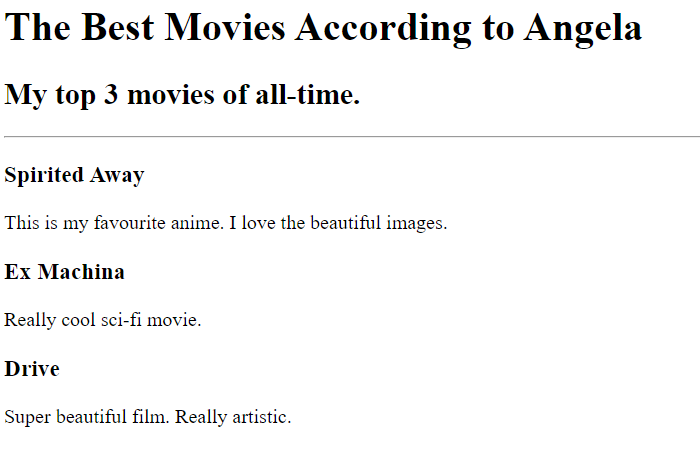 The Best Movies According to Angela
My top 3 movies of all-time.
Spirited Away
This is my favourite anime. I love the beautiful images.
Ex Machina
Really cool sci-fi movie.
Drive
Super beautiful film. Really artistic.